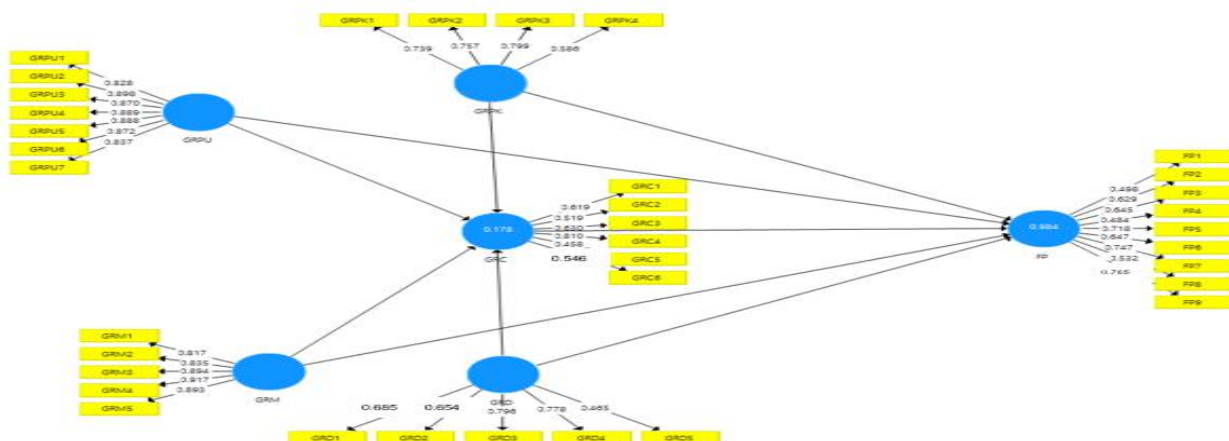 GRPK1 GRPK2 GRPK3 GRPK4
0.739 0.757 0.799 0.586
GRPK
GRPU1
GRPU2
GRPU3
GRPU4
GRPU5
GRPU6
GRPU7
0.828
0.898
0.870
0.889
0.888
0.872
0.837
GRPU
GRC1
GRC2
GRC3
GRC4
GRC5
GRC6
0.619
0.519
0.630
0.810
0.458
0.546
0.178
GRC
FP1
FP2
FP3
FP4
FP5
FP6
FP7
FP8
FP9
0.498
0.629
0.645
0.484
0.718
0.647
0.747
0.532
0.765
FP
GRM1
GRM2
GRM3
GRM4
GRM5
0.817
0.835
0.894
0.917
0.893
GRM
GRD
0.685 0.654 0.796 0.778 0.465
GRD1 GRD2 GRD3 GRD4 GRD5